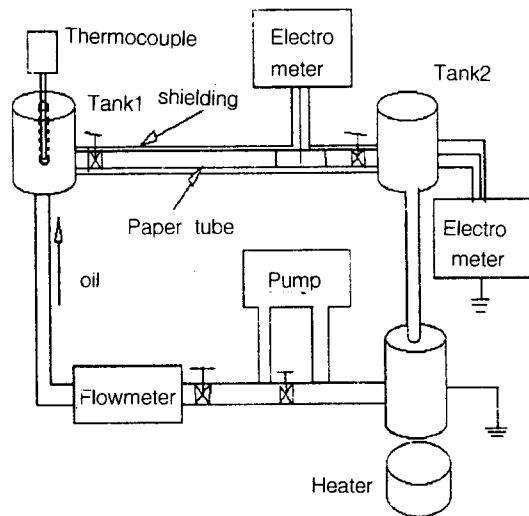 Thermocouple
Electro
meter
Tank2
Tank1
shielding
Paper tube
Electro
meter
oil
Pump
Flowmeter
Heater